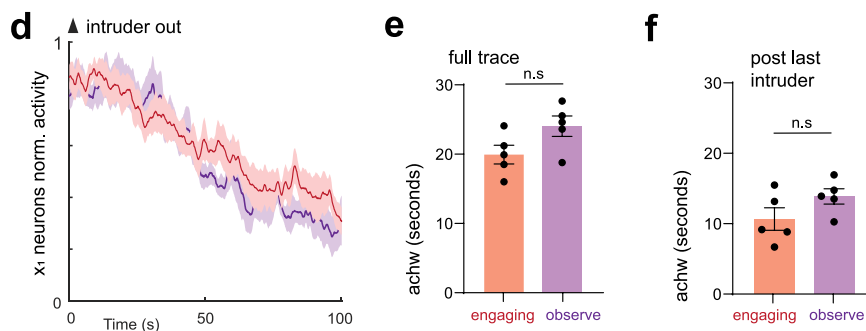 d
intruder out
1
x₁ neurons norm. activity
0
0
50
100
Time (s)
e
full trace
n.s
30
20
10
0
achw (seconds)
engaging
observe
f
post last
intruder
n.s
30
20
10
0
achw (seconds)
engaging
observe